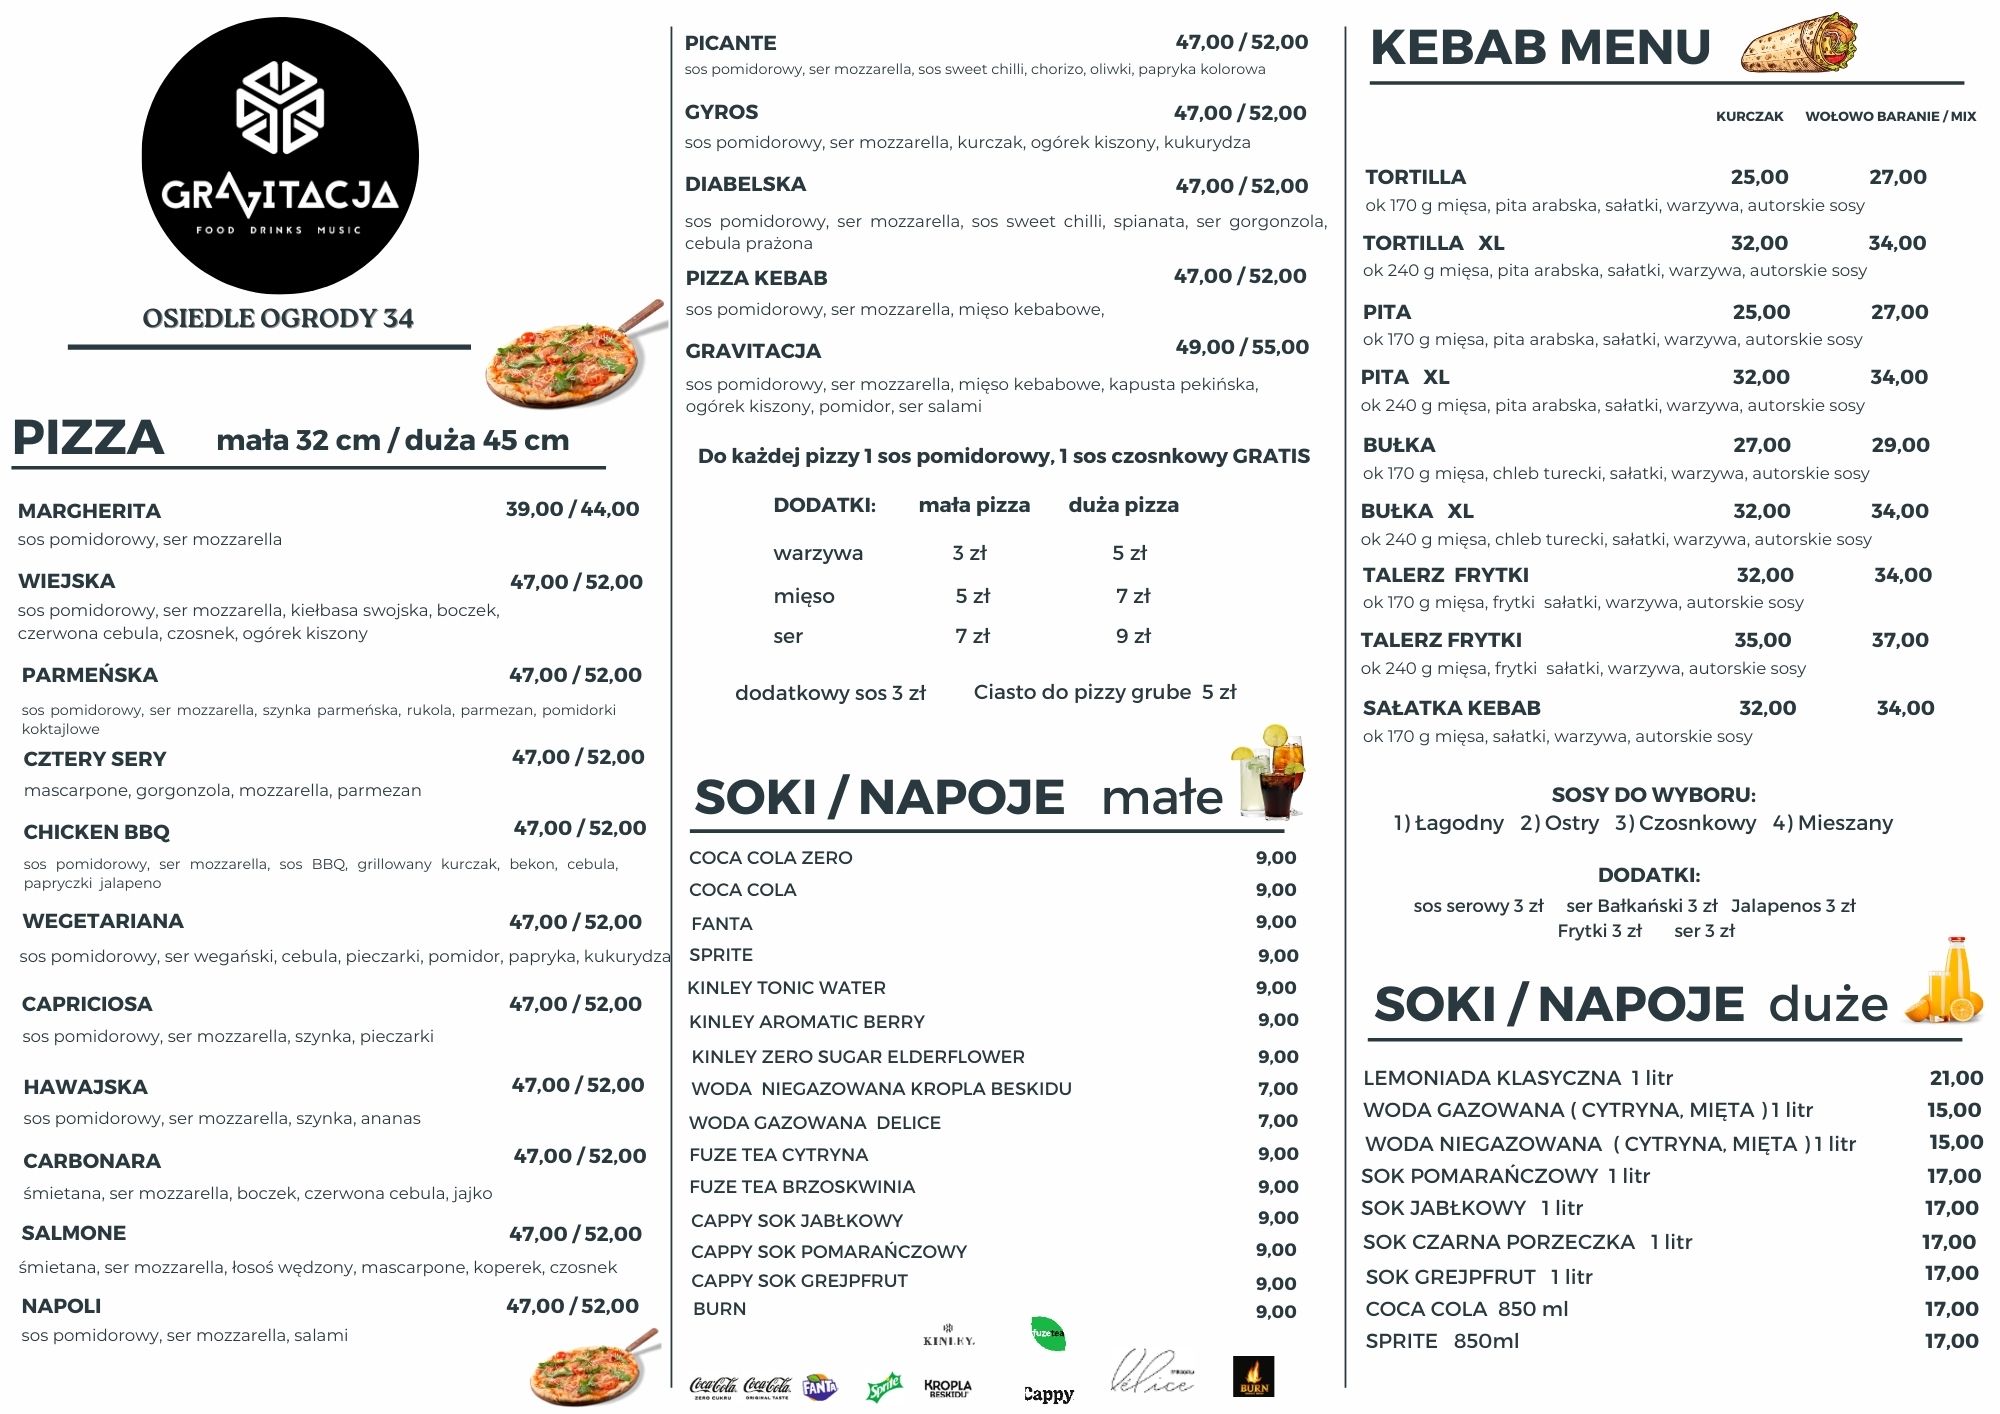 GRAVITACJA
FOOD DRINKS MUSIC
OSIEDLE OGRODY 34
PIZZA mała 32 cm / duża 45 cm
MARGHERITA 39,00 / 44,00
sos pomidorowy, ser mozzarella
WIEJSKA 47,00 / 52,00
sos pomidorowy, ser mozzarella, kiełbasa swojska, boczek,
czerwona cebula, czosnek, ogórek kiszony
PARMEŃSKA 47,00 / 52,00
sos pomidorowy, ser mozzarella, szynka parmeńska, rukola, parmezan, pomidorki
koktajlowe
CZTERY SERY 47,00 / 52,00
mascarpone, gorgonzola, mozzarella, parmezan
CHICKEN BBQ 47,00 / 52,00
sos pomidorowy, ser mozzarella, sos BBQ, grillowany kurczak, bekon, cebula,
papryczki jalapeno
WEGETARIANA 47,00 / 52,00
sos pomidorowy, ser wegański, cebula, pieczarki, pomidor, papryka, kukurydza
CAPRICIOSA 47,00 / 52,00
sos pomidorowy, ser mozzarella, szynka, pieczarki
HAWAJSKA 47,00 / 52,00
sos pomidorowy, ser mozzarella, szynka, ananas
CARBONARA 47,00 / 52,00
śmietana, ser mozzarella, boczek, czerwona cebula, jajko
SALMONE 47,00 / 52,00
śmietana, ser mozzarella, łosoś wędzony, mascarpone, koperek, czosnek
NAPOLI 47,00 / 52,00
sos pomidorowy, ser mozzarella, salami
PICANTE 47,00 / 52,00
sos pomidorowy, ser mozzarella, sos sweet chilli, chorizo, oliwki, papryka kolorowa
GYROS 47,00 / 52,00
sos pomidorowy, ser mozzarella, kurczak, ogórek kiszony, kukurydza
DIABELSKA 47,00 / 52,00
sos pomidorowy, ser mozzarella, sos sweet chilli, spianata, ser gorgonzola,
cebula prażona
PIZZA KEBAB 47,00 / 52,00
sos pomidorowy, ser mozzarella, mięso kebabowe,
GRAVITACJA 49,00 / 55,00
sos pomidorowy, ser mozzarella, mięso kebabowe, kapusta pekińska,
ogórek kiszony, pomidor, ser salami
Do każdej pizzy 1 sos pomidorowy, 1 sos czosnkowy GRATIS
DODATKI: mała pizza duża pizza
warzywa 3 zł 5 zł
mięso 5 zł 7 zł
ser 7 zł 9 zł
dodatkowy sos 3 zł Ciasto do pizzy grube 5 zł
SOKI / NAPOJE małe
COCA COLA ZERO 9,00
COCA COLA 9,00
FANTA 9,00
SPRITE 9,00
KINLEY TONIC WATER 9,00
KINLEY AROMATIC BERRY 9,00
KINLEY ZERO SUGAR ELDERFLOWER 9,00
WODA NIEGAZOWANA KROPLA BESKIDU 7,00
WODA GAZOWANA DELICE 7,00
FUZE TEA CYTRYNA 9,00
FUZE TEA BRZOSKWINIA 9,00
CAPPY SOK JABŁKOWY 9,00
CAPPY SOK POMARAŃCZOWY 9,00
CAPPY SOK GREJPFRUT 9,00
BURN 9,00
KINLEY.
fuzetea
Coca-Cola ZERO CUKRU
Coca-Cola ORIGINAL TASTE
FANTA
Sprite
KROPLA
BESKIDU
Cappy
Velice
BURN
KEBAB MENU
KURCZAK WOŁOWO BARANIE / MIX
TORTILLA 25,00 27,00
ok 170 g mięsa, pita arabska, sałatki, warzywa, autorskie sosy
TORTILLA XL 32,00 34,00
ok 240 g mięsa, pita arabska, sałatki, warzywa, autorskie sosy
PITA 25,00 27,00
ok 170 g mięsa, pita arabska, sałatki, warzywa, autorskie sosy
PITA XL 32,00 34,00
ok 240 g mięsa, pita arabska, sałatki, warzywa, autorskie sosy
BUŁKA 27,00 29,00
ok 170 g mięsa, chleb turecki, sałatki, warzywa, autorskie sosy
BUŁKA XL 32,00 34,00
ok 240 g mięsa, chleb turecki, sałatki, warzywa, autorskie sosy
TALERZ FRYTKI 32,00 34,00
ok 170 g mięsa, frytki sałatki, warzywa, autorskie sosy
TALERZ FRYTKI 35,00 37,00
ok 240 g mięsa, frytki sałatki, warzywa, autorskie sosy
SAŁATKA KEBAB 32,00 34,00
ok 170 g mięsa, sałatki, warzywa, autorskie sosy
SOSY DO WYBORU:
1) Łagodny 2) Ostry 3) Czosnkowy 4) Mieszany
DODATKI:
sos serowy 3 zł ser Bałkański 3 zł Jalapenos 3 zł
Frytki 3 zł ser 3 zł
SOKI / NAPOJE duże
LEMONIADA KLASYCZNA 1 litr 21,00
WODA GAZOWANA ( CYTRYNA, MIĘTA ) 1 litr 15,00
WODA NIEGAZOWANA ( CYTRYNA, MIĘTA ) 1 litr 15,00
SOK POMARAŃCZOWY 1 litr 17,00
SOK JABŁKOWY 1 litr 17,00
SOK CZARNA PORZECZKA 1 litr 17,00
SOK GREJPFRUT 1 litr 17,00
COCA COLA 850 ml 17,00
SPRITE 850ml 17,00